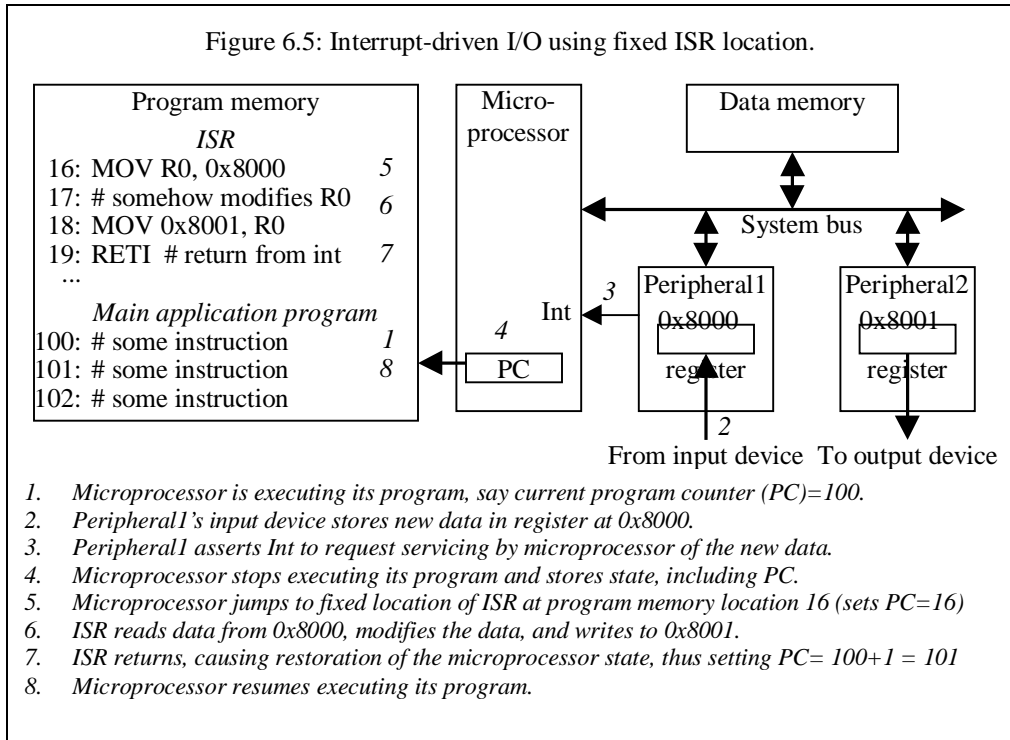 Figure 6.5: Interrupt-driven I/O using fixed ISR location.
Program memory
ISR
16: MOV R0, 0x8000 5
17: # somehow modifies R0 6
18: MOV 0x8001, R0
19: RETI # return from int 7
...
Main application program
100: # some instruction 1
101: # some instruction 8
102: # some instruction
Micro-
processor
Int
4
PC
Data memory
System bus
3
Peripheral1
0x8000
register
2
Peripheral2
0x8001
register
From input device
To output device
1. Microprocessor is executing its program, say current program counter (PC)=100.
2. Peripheral1's input device stores new data in register at 0x8000.
3. Peripheral1 asserts Int to request servicing by microprocessor of the new data.
4. Microprocessor stops executing its program and stores state, including PC.
5. Microprocessor jumps to fixed location of ISR at program memory location 16 (sets PC=16)
6. ISR reads data from 0x8000, modifies the data, and writes to 0x8001.
7. ISR returns, causing restoration of the microprocessor state, thus setting PC= 100+1 = 101
8. Microprocessor resumes executing its program.